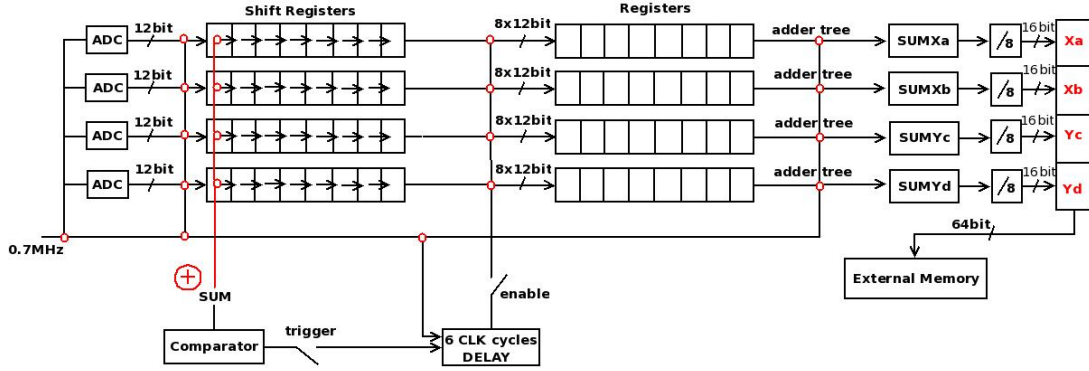 Shift Registers
Registers
ADC
12bit
8x12bit
adder tree
SUMXa
/8
16bit
Xa
ADC
12bit
8x12bit
adder tree
SUMXb
/8
16bit
Xb
ADC
12bit
8x12bit
adder tree
SUMYc
/8
16bit
Yc
ADC
12bit
8x12bit
adder tree
SUMYd
/8
16bit
Yd
0.7MHz
64bit
External Memory
SUM
enable
trigger
Comparator
6 CLK cycles
DELAY